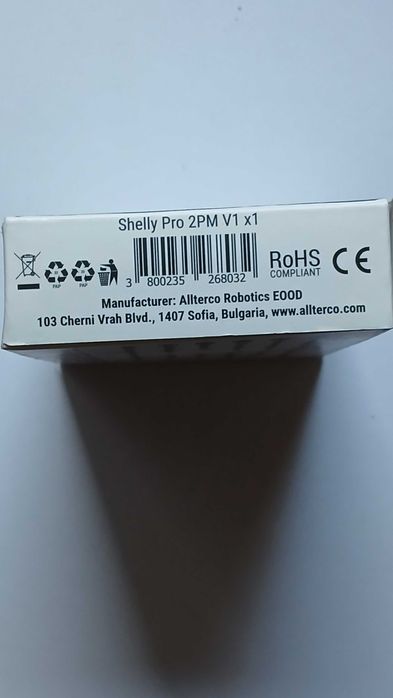 Shelly Pro 2PM V1 x1
PAP PAP
3 800235 268032
RoHS
COMPLIANT
CE
Manufacturer: Allterco Robotics EOOD
103 Cherni Vrah Blvd., 1407 Sofia, Bulgaria, www.allterco.com